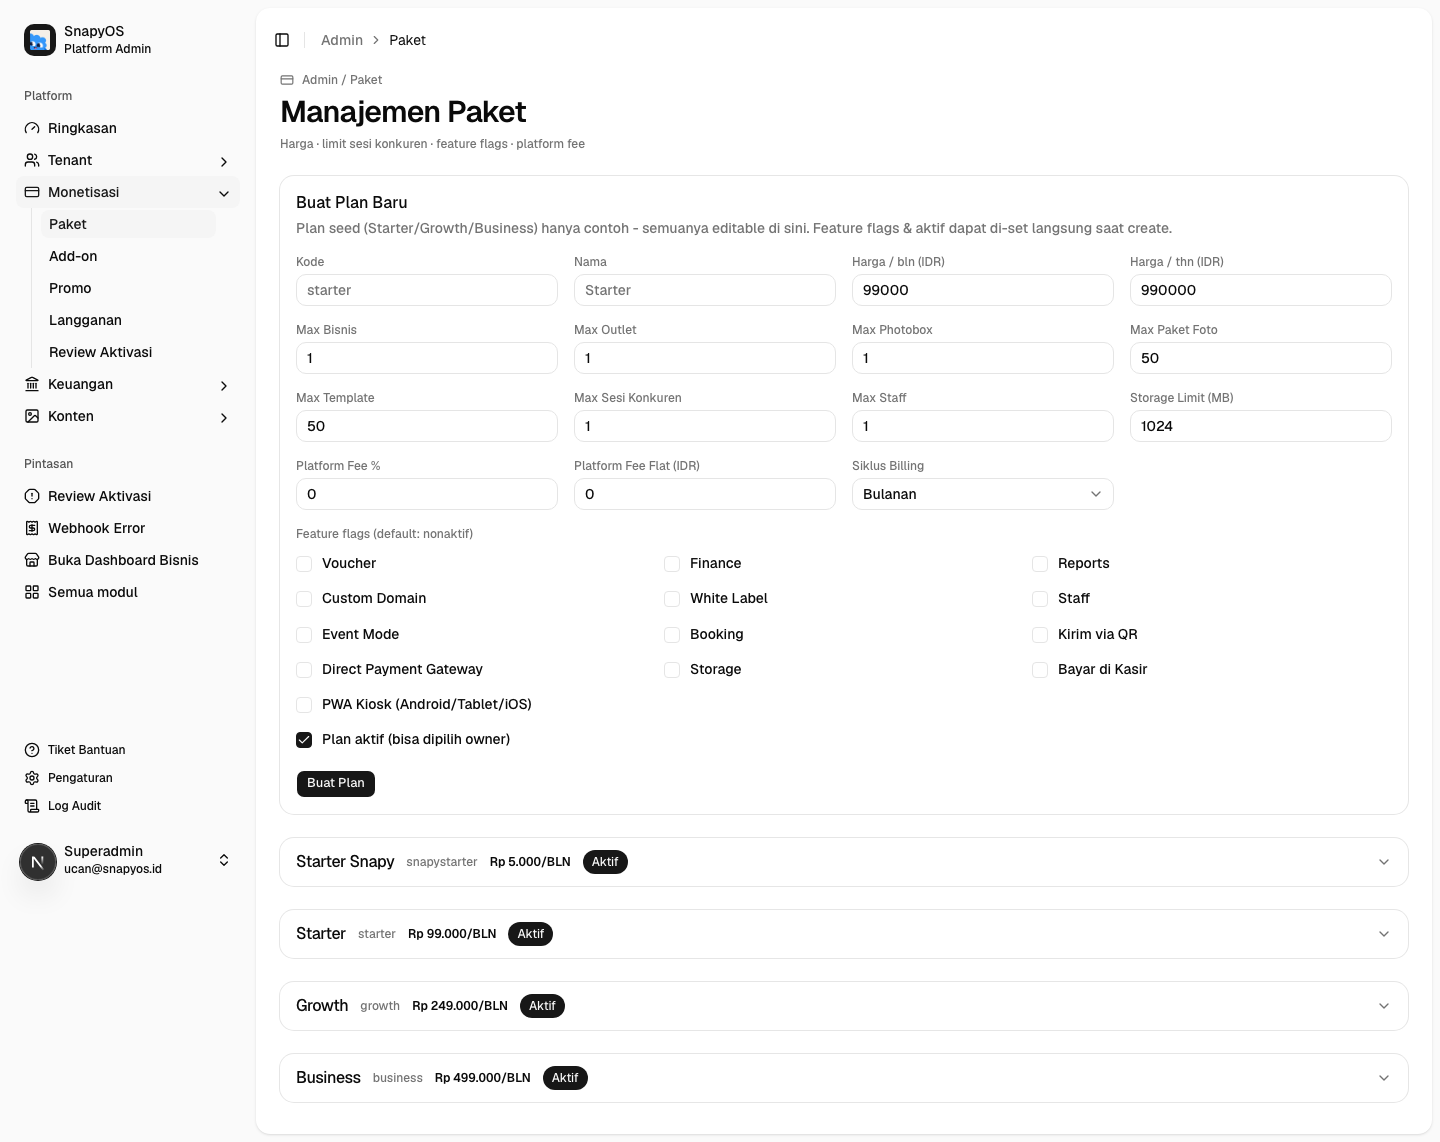 SnapyOS
Platform Admin
Platform
Ringkasan
Tenant
Monetisasi
Paket
Add-on
Promo
Langganan
Review Aktivasi
Keuangan
Konten
Pintasan
Review Aktivasi
Webhook Error
Buka Dashboard Bisnis
Semua modul
Tiket Bantuan
Pengaturan
Log Audit
N
Superadmin
ucan@snapyos.id
Admin > Paket
Admin / Paket
Manajemen Paket
Harga · limit sesi konkuren · feature flags · platform fee
Buat Plan Baru
Plan seed (Starter/Growth/Business) hanya contoh - semuanya editable di sini. Feature flags & aktif dapat di-set langsung saat create.
Kode Nama Harga / bln (IDR) Harga / thn (IDR)
starter Starter 99000 990000
Max Bisnis Max Outlet Max Photobox Max Paket Foto
1 1 1 50
Max Template Max Sesi Konkuren Max Staff Storage Limit (MB)
50 1 1 1024
Platform Fee % Platform Fee Flat (IDR) Siklus Billing
0 0 Bulanan
Feature flags (default: nonaktif)
Voucher Finance Reports
Custom Domain White Label Staff
Event Mode Booking Kirim via QR
Direct Payment Gateway Storage Bayar di Kasir
PWA Kiosk (Android/Tablet/iOS)
Plan aktif (bisa dipilih owner)
Buat Plan
Starter Snapy snapystarter Rp 5.000/BLN Aktif
Starter starter Rp 99.000/BLN Aktif
Growth growth Rp 249.000/BLN Aktif
Business business Rp 499.000/BLN Aktif